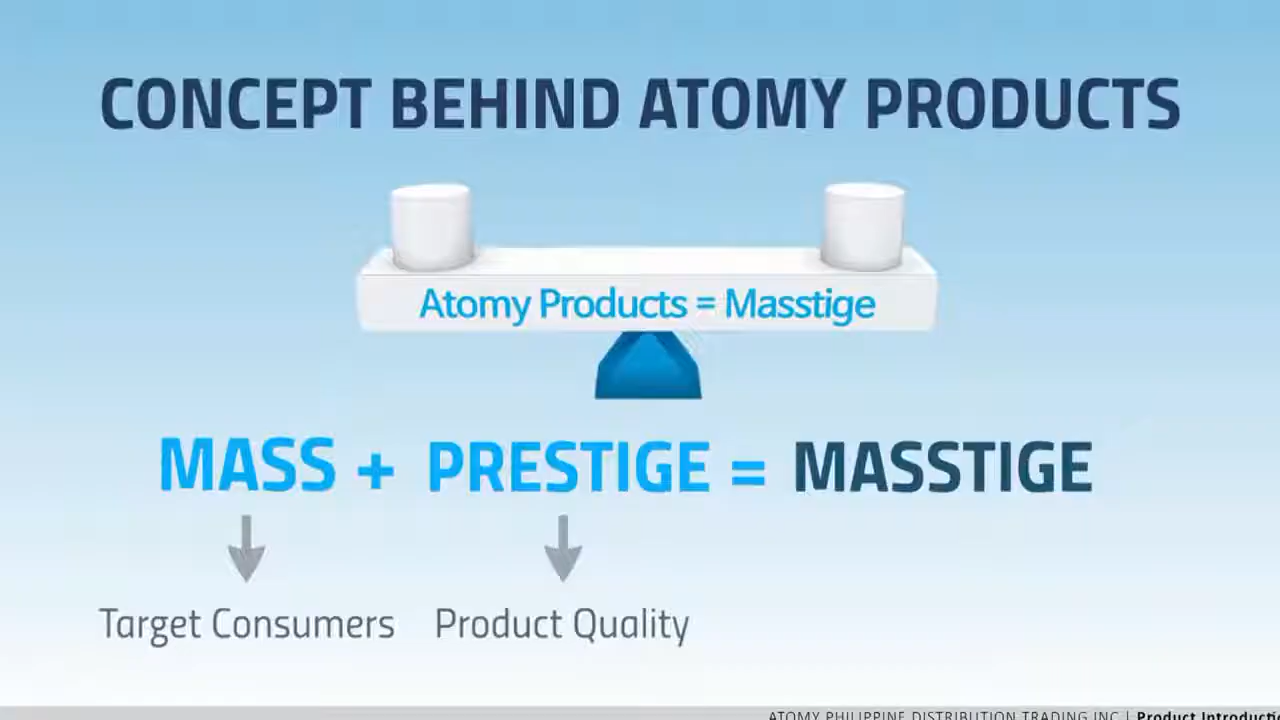 CONCEPT BEHIND ATOMY PRODUCTS
Atomy Products = Masstige
MASS + PRESTIGE = MASSTIGE
Target Consumers Product Quality
ATOMY PHILIPPINE DISTRIBUTION TRADING INC | Product